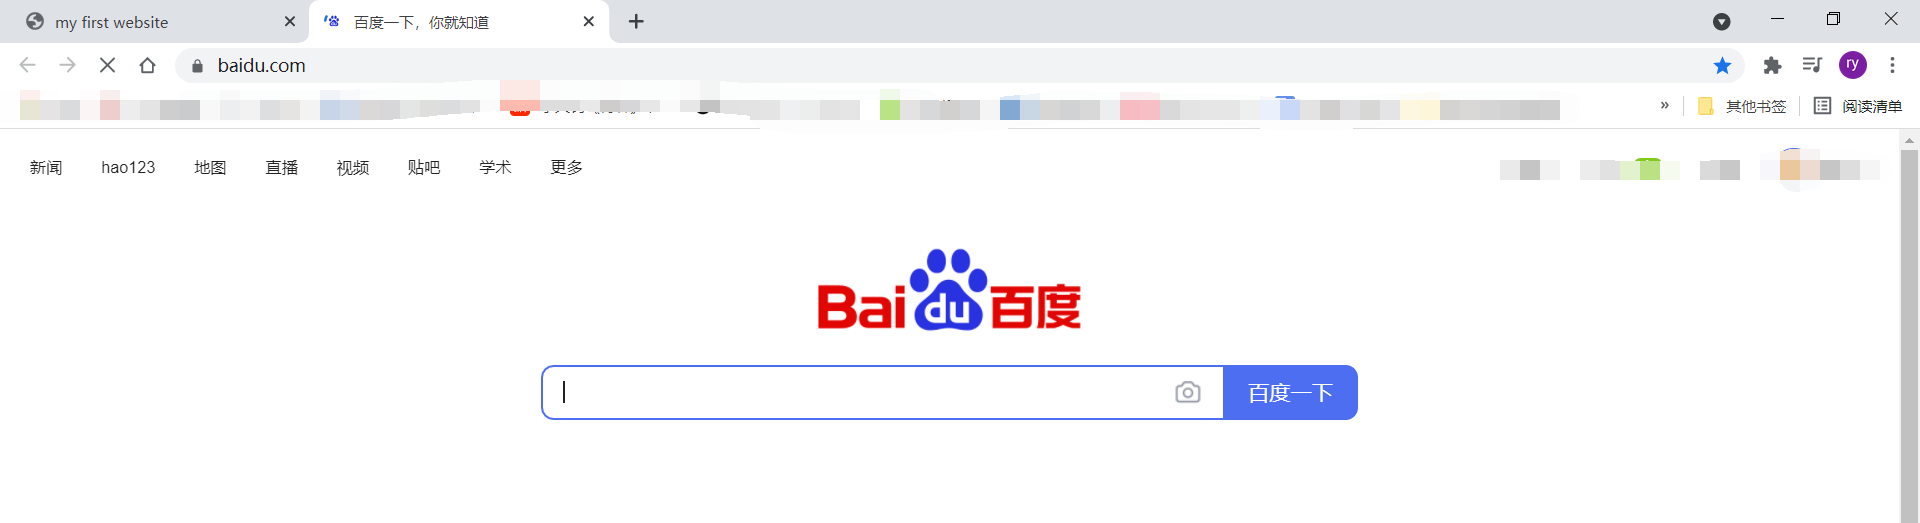 my first website
百度一下，你就知道
baidu.com
ry
» 其他书签 阅读清单
新闻 hao123 地图 直播 视频 贴吧 学术 更多
Bai du 百度
百度一下